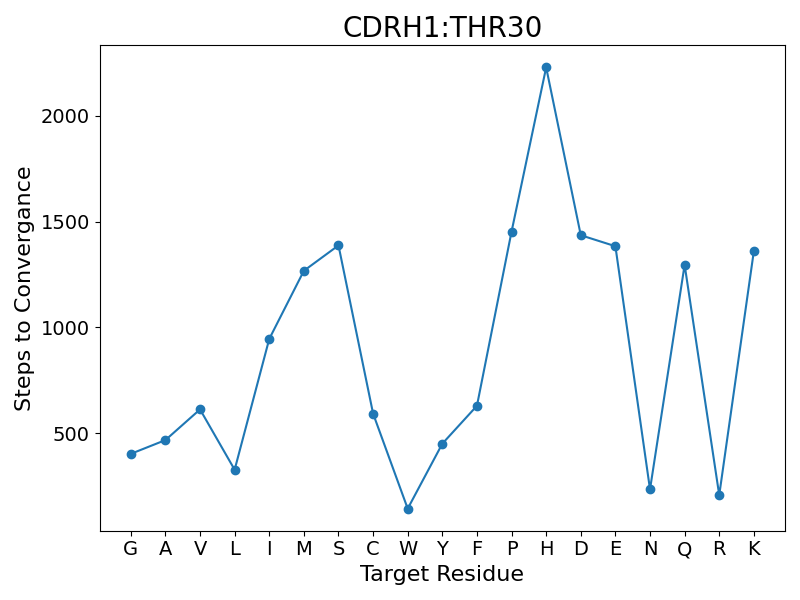 CDRH1:THR30
Steps to Convergance
2000
1500
1000
500
G A V L I M S C W Y F P H D E N Q R K
Target Residue